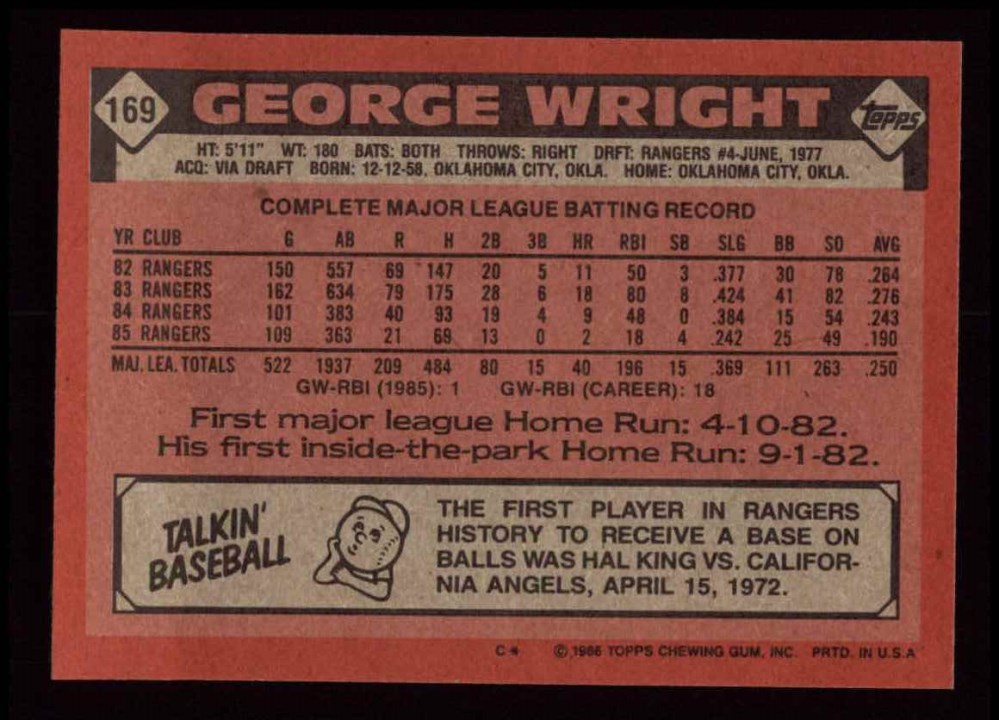 169 GEORGE WRIGHT Topps
HT: 5'11" WT: 180 BATS: BOTH THROWS: RIGHT DRFT: RANGERS #4-JUNE, 1977
ACQ: VIA DRAFT BORN: 12-12-58, OKLAHOMA CITY, OKLA. HOME: OKLAHOMA CITY, OKLA.
COMPLETE MAJOR LEAGUE BATTING RECORD
YR CLUB G AB R H 2B 3B HR RBI SB SLG BB SO AVG
82 RANGERS 150 557 69 147 20 5 11 50 3 .377 30 78 .264
83 RANGERS 162 634 79 175 28 6 18 80 8 .424 41 82 .276
84 RANGERS 101 383 40 93 19 4 9 48 0 .384 15 54 .243
85 RANGERS 109 363 21 69 13 0 2 18 4 .242 25 49 .190
MAJ. LEA. TOTALS 522 1937 209 484 80 15 40 196 15 .369 111 263 .250
GW-RBI (1985): 1 GW-RBI (CAREER): 18
First major league Home Run: 4-10-82.
His first inside-the-park Home Run: 9-1-82.
TALKIN'
BASEBALL
THE FIRST PLAYER IN RANGERS
HISTORY TO RECEIVE A BASE ON
BALLS WAS HAL KING VS. CALIFOR-
NIA ANGELS, APRIL 15, 1972.
C* © 1986 TOPPS CHEWING GUM, INC. PRTD. IN U.S.A